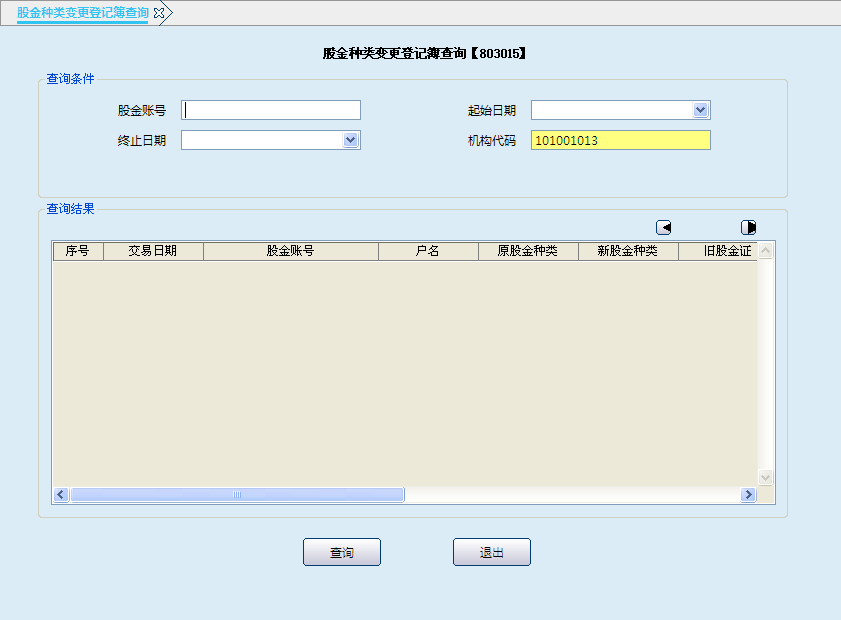 股金种类变更登记簿查询
股金种类变更登记簿查询【803015】
查询条件
股金账号 起始日期
终止日期 机构代码 101001013
查询结果
序号 交易日期 股金账号 户名 原股金种类 新股金种类 旧股金证
查询 退出